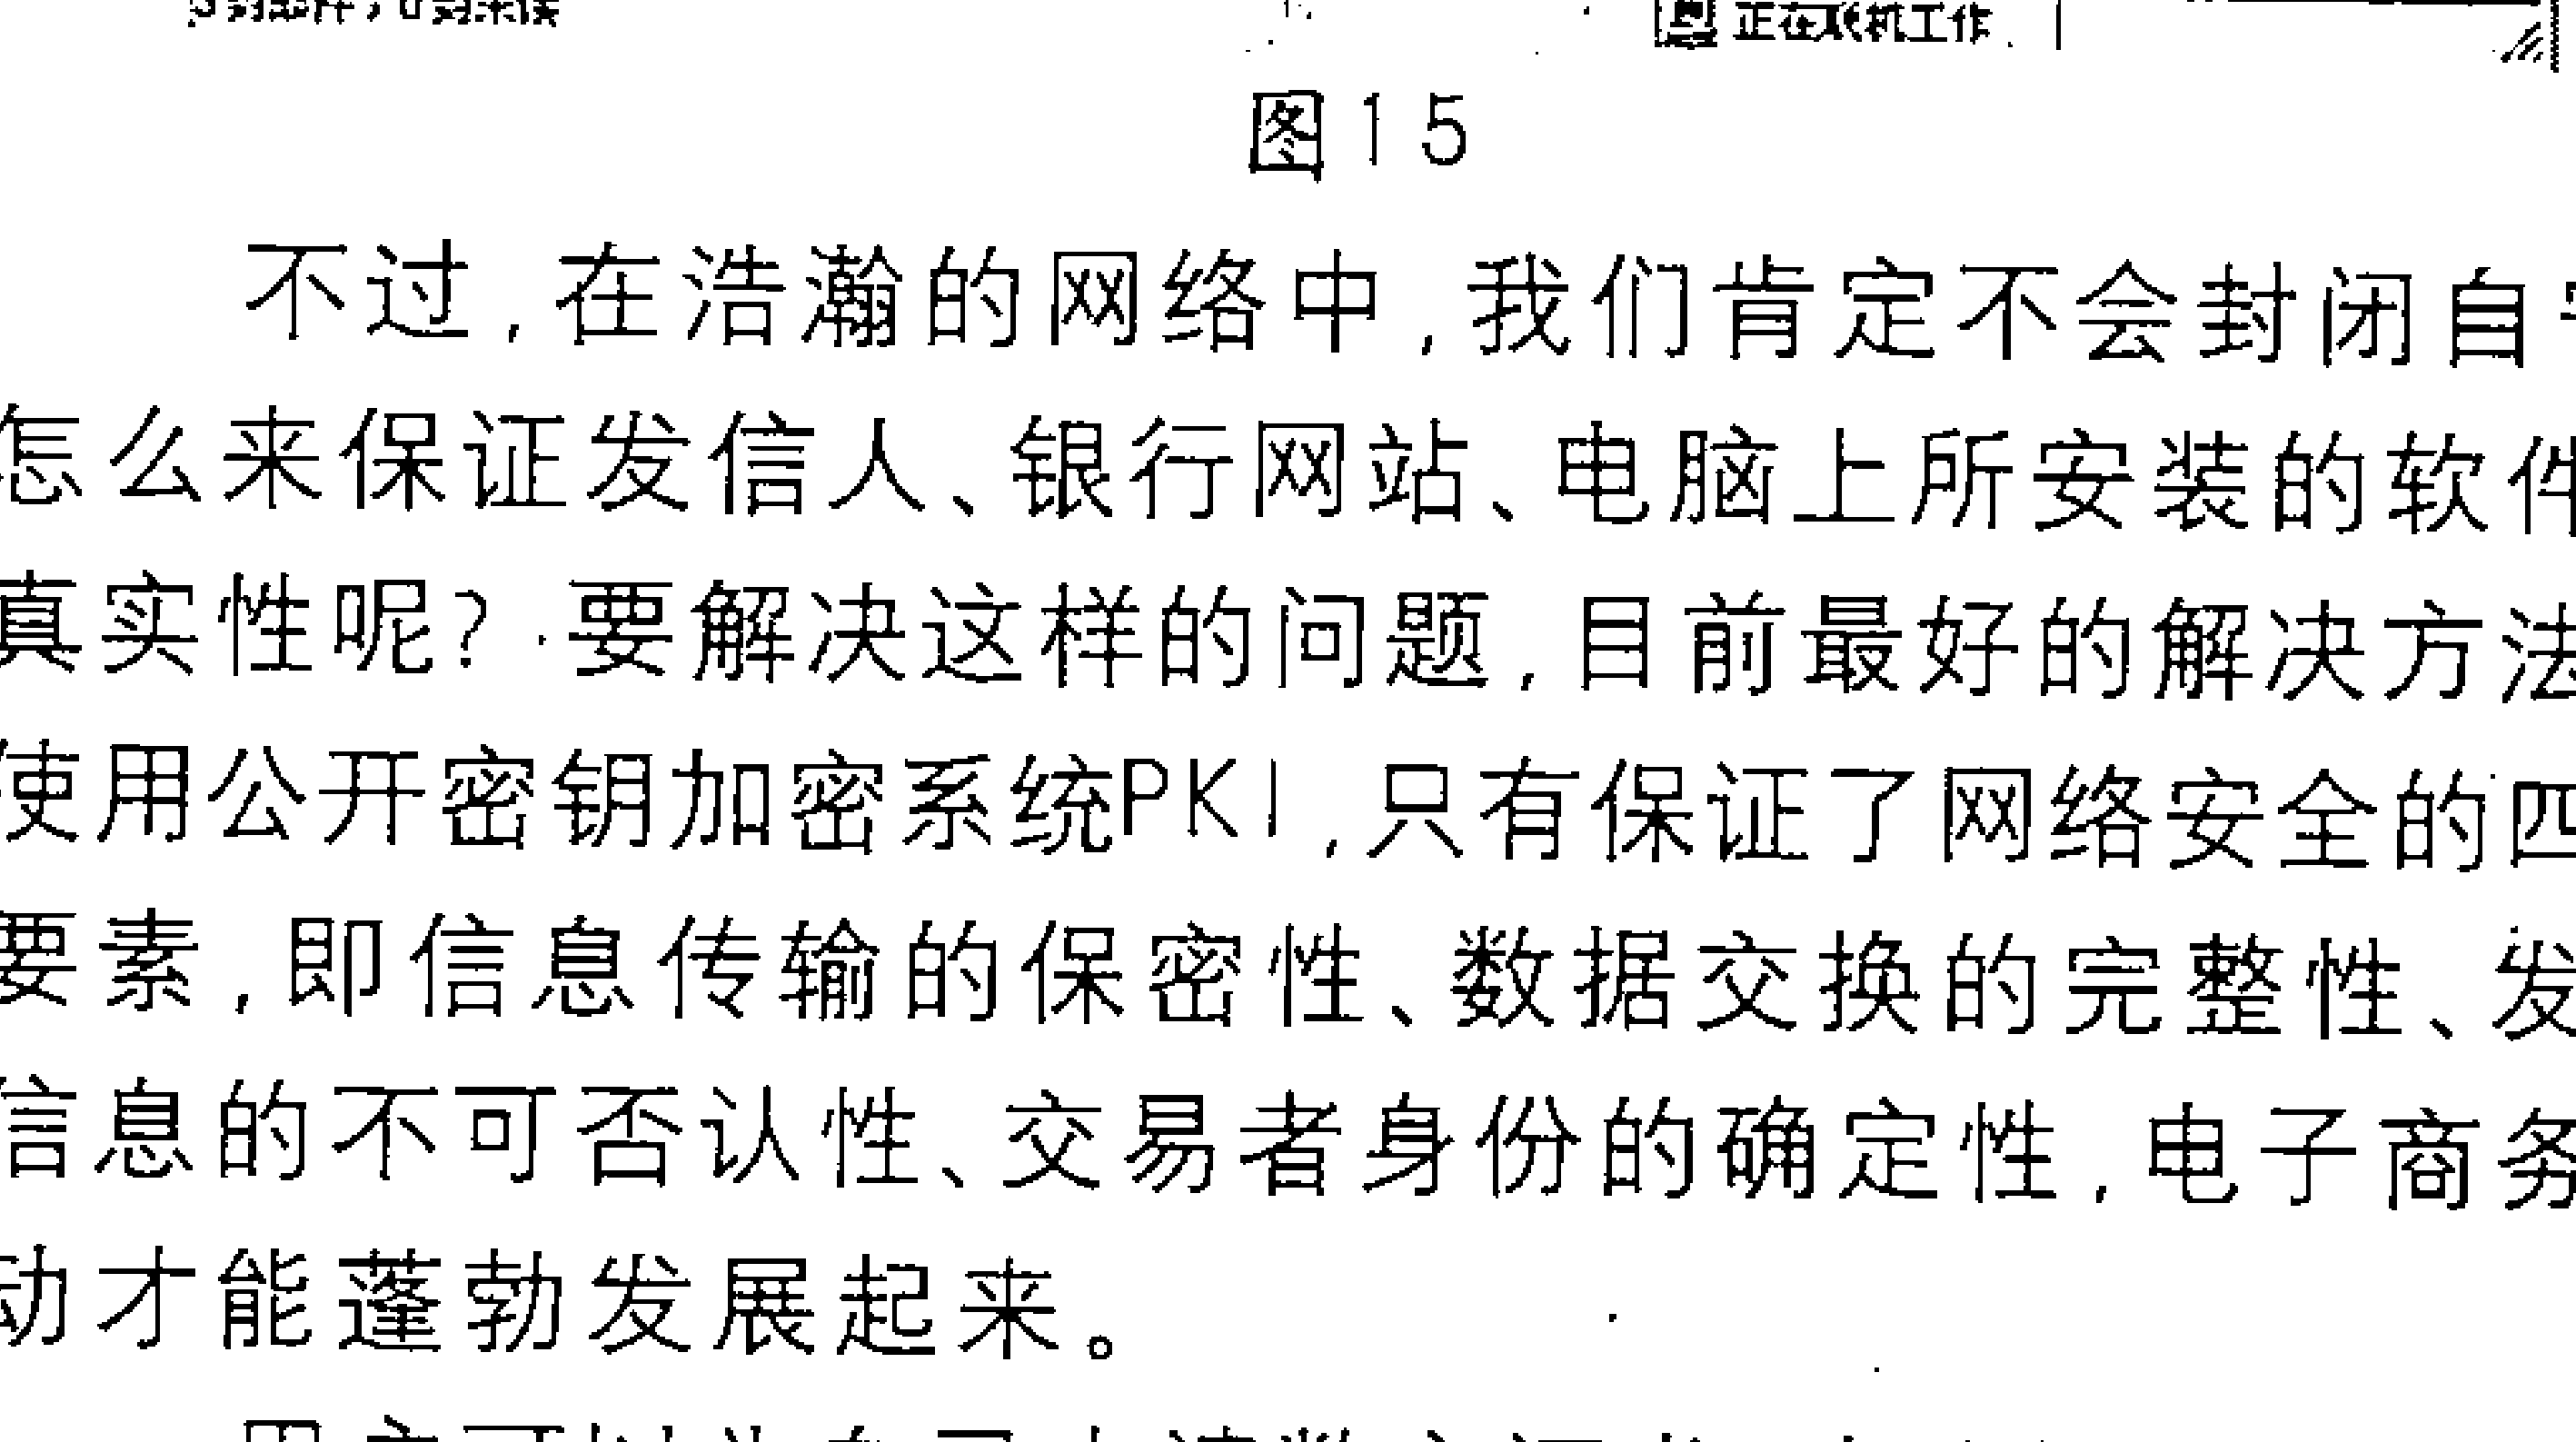 正在联机工作
图15
不过,在浩瀚的网络中,我们肯定不会封闭自
怎么来保证发信人、银行网站、电脑上所安装的软件
真实性呢?要解决这样的问题,目前最好的解决方法
使用公开密钥加密系统PKI,只有保证了网络安全的四
要素,即信息传输的保密性、数据交换的完整性、发
信息的不可否认性、交易者身份的确定性,电子商务
动才能蓬勃发展起来。